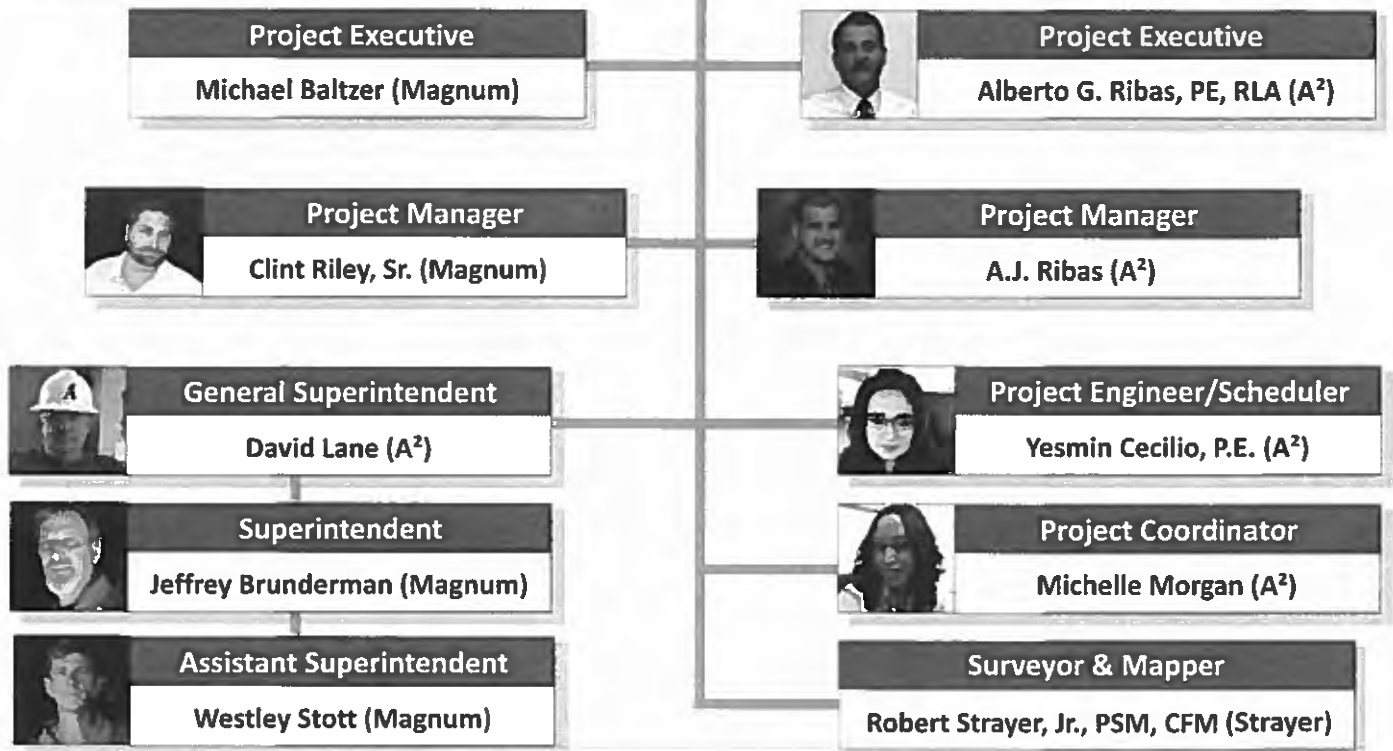 Project Executive
Michael Baltzer (Magnum)
Project Executive
Alberto G. Ribas, PE, RLA (A²)
Project Manager
Clint Riley, Sr. (Magnum)
Project Manager
A.J. Ribas (A²)
General Superintendent
David Lane (A²)
Project Engineer/Scheduler
Yesmin Cecilio, P.E. (A²)
Superintendent
Jeffrey Brunderman (Magnum)
Project Coordinator
Michelle Morgan (A²)
Assistant Superintendent
Westley Stott (Magnum)
Surveyor & Mapper
Robert Strayer, Jr., PSM, CFM (Strayer)
A